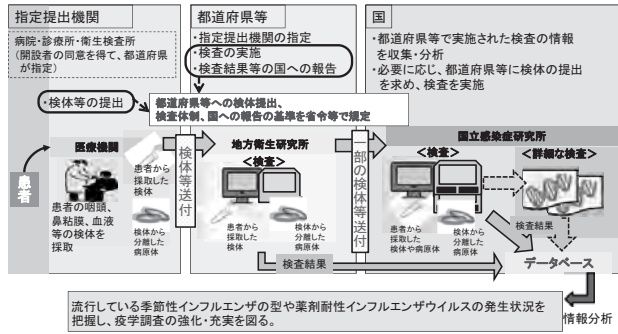 指定提出機関
病院・診療所・衛生検査所
(開設者の同意を得て、都道府県
が指定)
・検体等の提出
都道府県等
・指定提出機関の指定
・検査の実施
・検査結果等の国への報告
国
・都道府県等で実施された検査の情報
を収集・分析
・必要に応じ、都道府県等に検体の提出
を求め、検査を実施
都道府県等への検体提出、
検査体制、国への報告の基準を省令等で規定
患者
医療機関
患者の咽頭、
鼻粘膜、血液
等の検体を
採取
患者から
採取した
検体
検体から
分離した
病原体
検体等送付
地方衛生研究所
<検査>
患者から
採取した
検体
検体から
分離した
病原体
一部の検体等送付
国立感染症研究所
<検査>
<詳細な検査>
患者から
採取した
検体や病原体
検体から
分離した
病原体
検査結果
検査結果
データベース
情報分析
流行している季節性インフルエンザの型や薬剤耐性インフルエンザウイルスの発生状況を
把握し、疫学調査の強化・充実を図る。